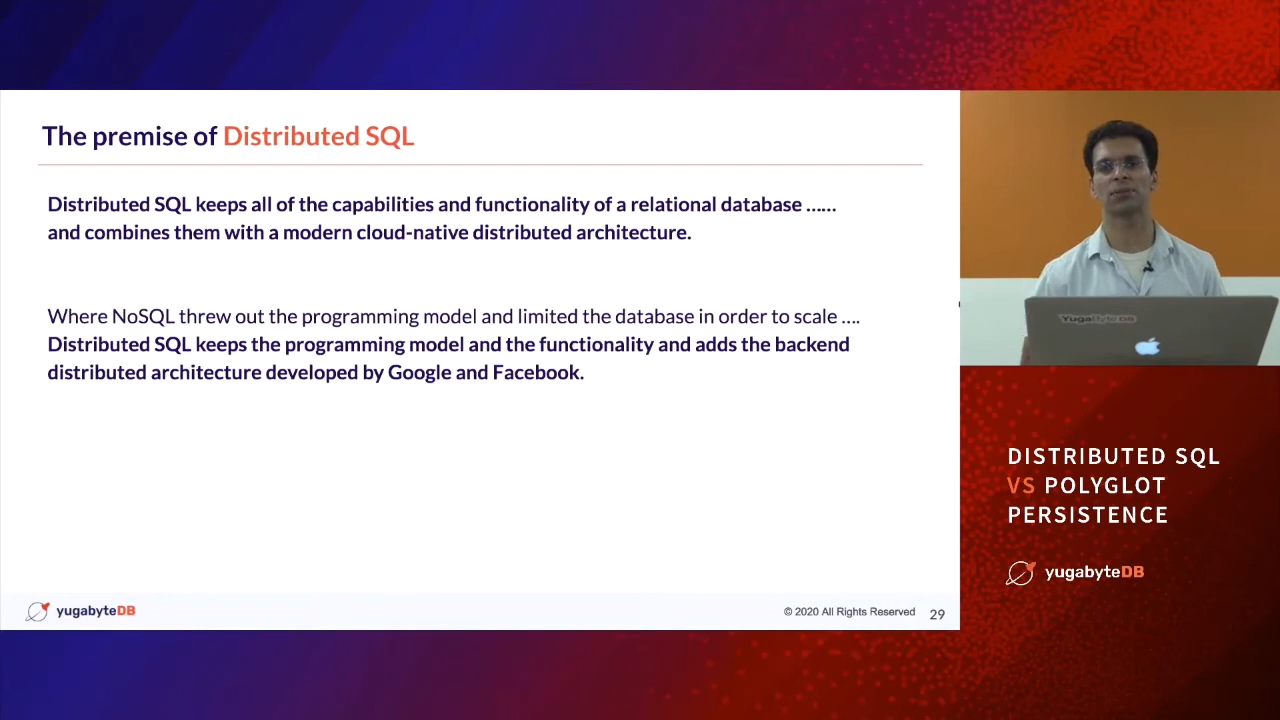 The premise of Distributed SQL
Distributed SQL keeps all of the capabilities and functionality of a relational database ......
and combines them with a modern cloud-native distributed architecture.
Where NoSQL threw out the programming model and limited the database in order to scale ....
Distributed SQL keeps the programming model and the functionality and adds the backend
distributed architecture developed by Google and Facebook.
yugabyteDB
© 2020 All Rights Reserved
29
YugaByteDB
DISTRIBUTED SQL
VS POLYGLOT
PERSISTENCE
yugabyteDB